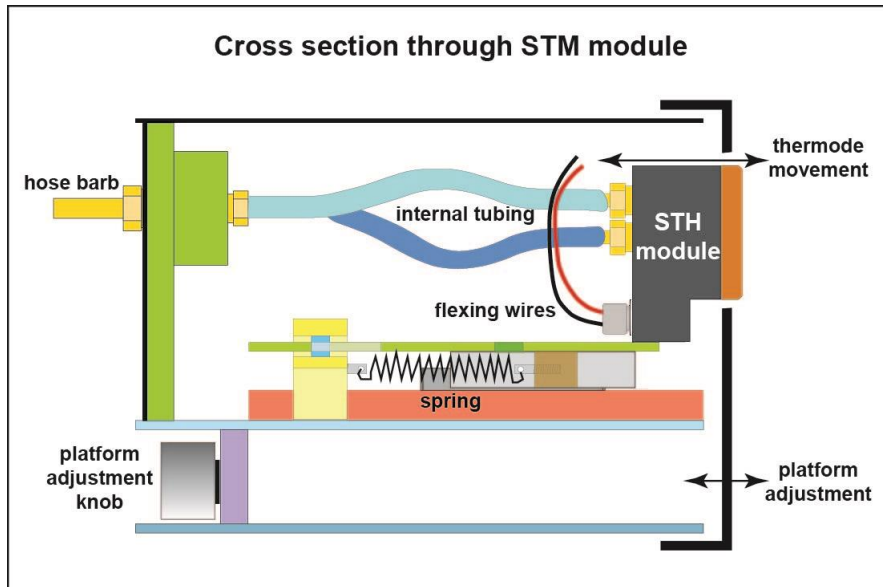 Cross section through STM module
thermode
movement
hose barb
internal tubing
STH
module
flexing wires
spring
platform
adjustment
knob
platform
adjustment